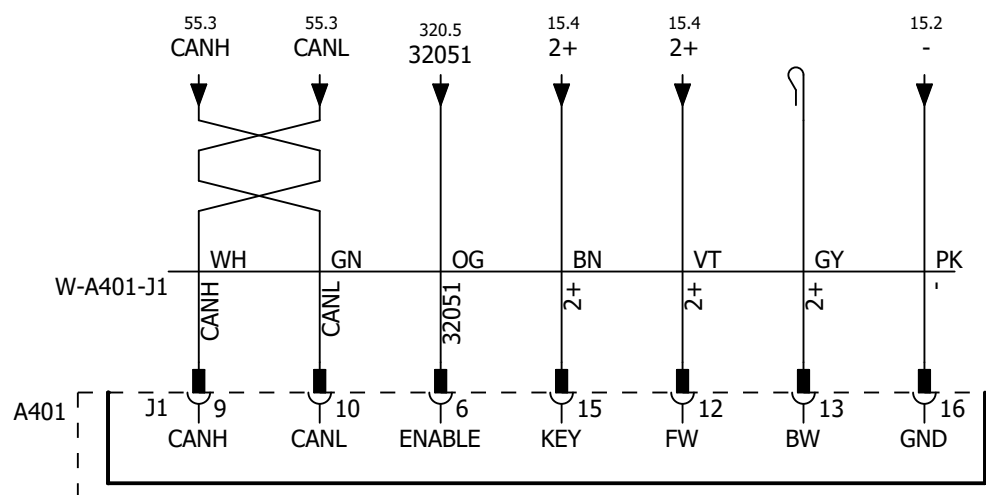 55.3 55.3 320.5 15.4 15.4 15.2
CANH CANL 32051 2+ 2+ -
WH GN OG BN VT GY PK
W-A401-J1
CANH CANL 32051 2+ 2+ 2+ -
A401 J1 9 10 6 15 12 13 16
CANH CANL ENABLE KEY FW BW GND